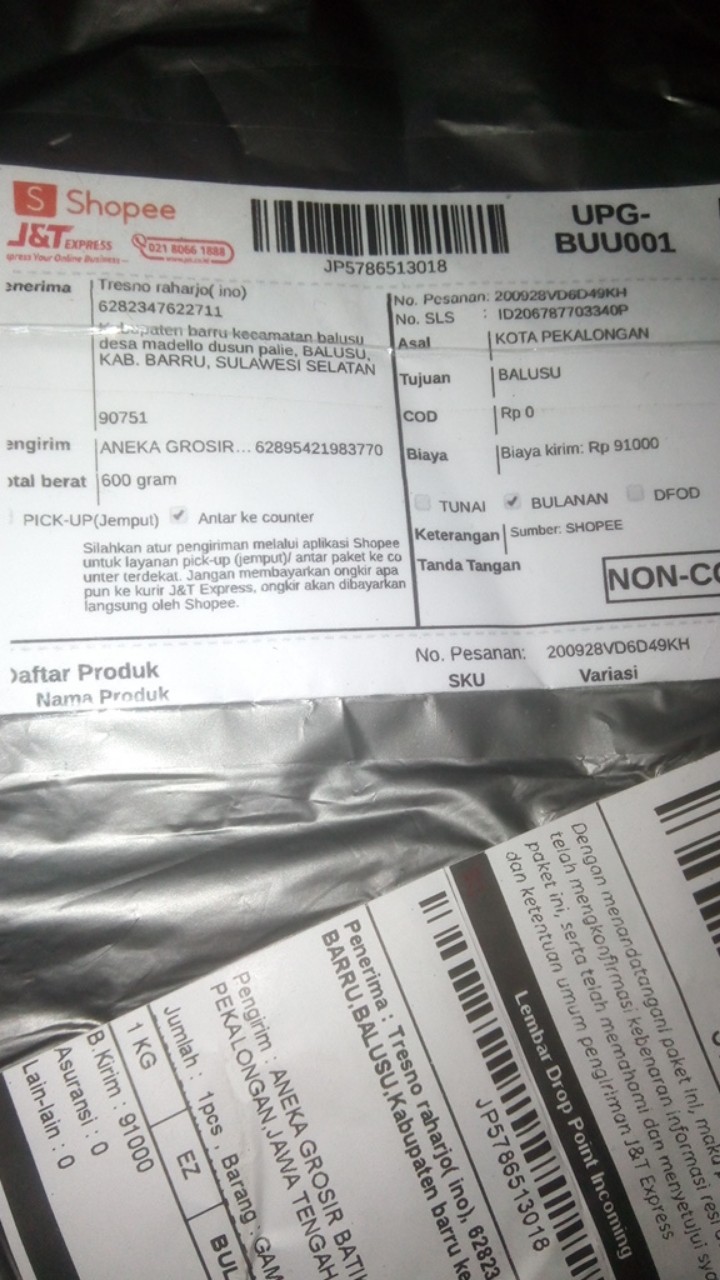 Shopee
J&T EXPRESS
021 8066 1888
press Your Online Business
JP5786513018
UPG-
BUU001
enerima
Tresno raharjo( ino)
6282347622711
Kabupaten barru kecamatan balusu
desa madello dusun palie, BALUSU,
KAB. BARRU, SULAWESI SELATAN
90751
engirim ANEKA GROSIR... 62895421983770
otal berat 600 gram
PICK-UP(Jemput) Antar ke counter
Silahkan atur pengiriman melalui aplikasi Shopee
untuk layanan pick-up (jemput)/ antar paket ke co
unter terdekat. Jangan membayarkan ongkir apa
pun ke kurir J&T Express, ongkir akan dibayarkan
langsung oleh Shopee.
No. Pesanan: 200928VD6D49KH
No. SLS : ID206787703340P
Asal KOTA PEKALONGAN
Tujuan BALUSU
COD Rp 0
Biaya Biaya kirim: Rp 91000
TUNAI BULANAN DFOD
Keterangan Sumber: SHOPEE
Tanda Tangan
NON-CO
Daftar Produk
No. Pesanan: 200928VD6D49KH
Nama Produk SKU Variasi
Dengan menandatangani paket ini, maka
telah mengkonfirmasi kebenaran informasi resi
paket ini, serta telah memahami dan menyetujui sy
dan ketentuan umum pengiriman J&T Express
Lembar Drop Point Incoming
JP5786513018
Penerima : Tresno raharjo( ino), 62823
BARRU,BALUSU,Kabupaten barru ke
Pengirim : ANEKA GROSIR BATI
PEKALONGAN,JAWA TENGAH
Jumlah : 1pcs , Barang : GAM
1 KG EZ BUL
B.Kirim : 91000
Asuransi : 0
Lain-lain : 0